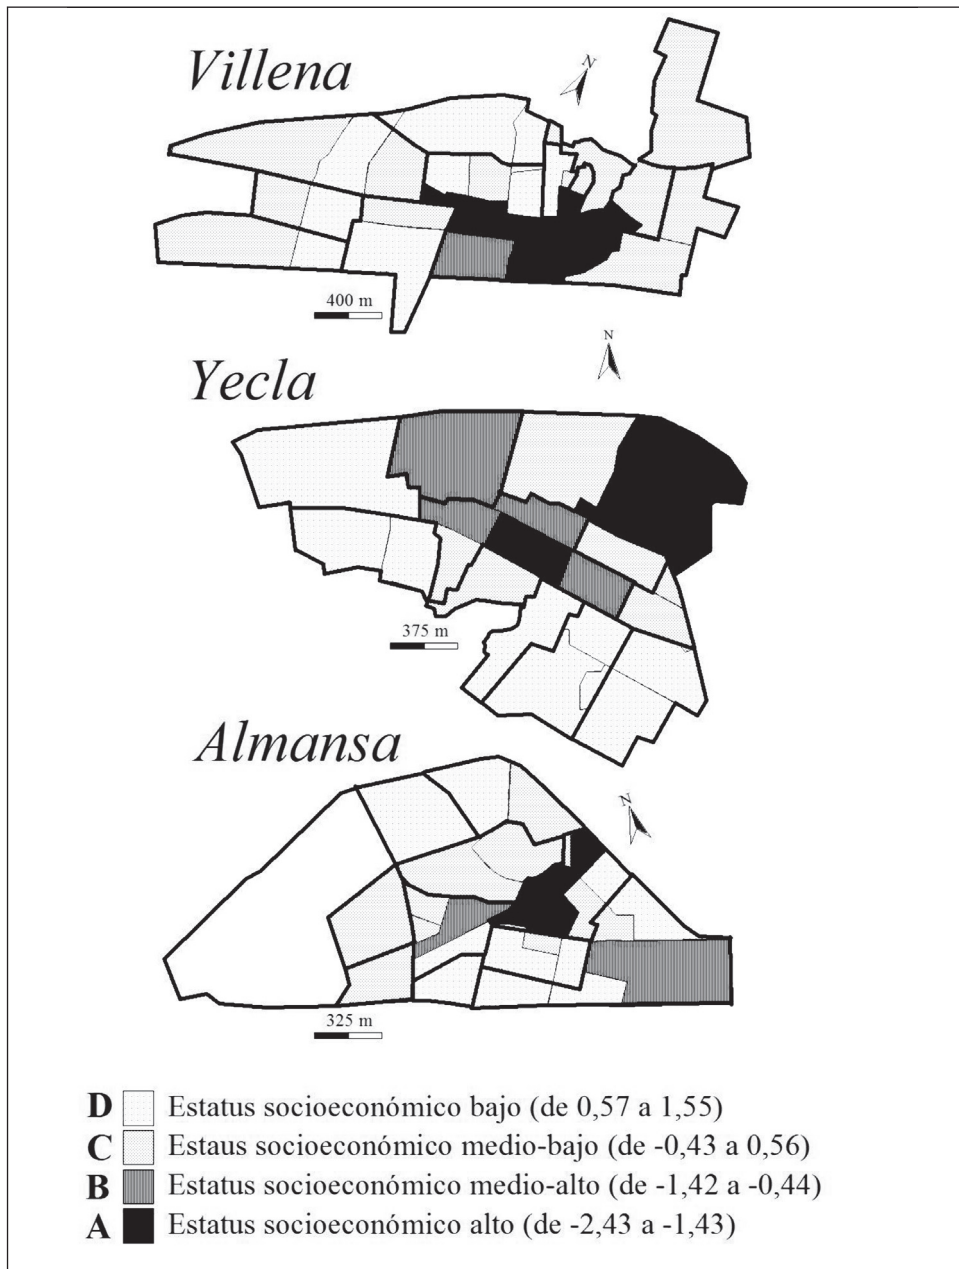 Villena
N
400 m
N
Yecla
375 m
Almansa
N
325 m
D Estatus socioeconómico bajo (de 0,57 a 1,55)
C Estaus socioeconómico medio-bajo (de -0,43 a 0,56)
B Estatus socioeconómico medio-alto (de -1,42 a -0,44)
A Estatus socioeconómico alto (de -2,43 a -1,43)